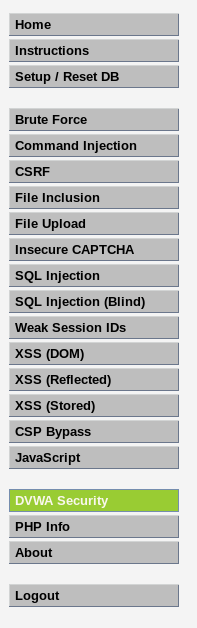 Home
Instructions
Setup / Reset DB
Brute Force
Command Injection
CSRF
File Inclusion
File Upload
Insecure CAPTCHA
SQL Injection
SQL Injection (Blind)
Weak Session IDs
XSS (DOM)
XSS (Reflected)
XSS (Stored)
CSP Bypass
JavaScript
DVWA Security
PHP Info
About
Logout